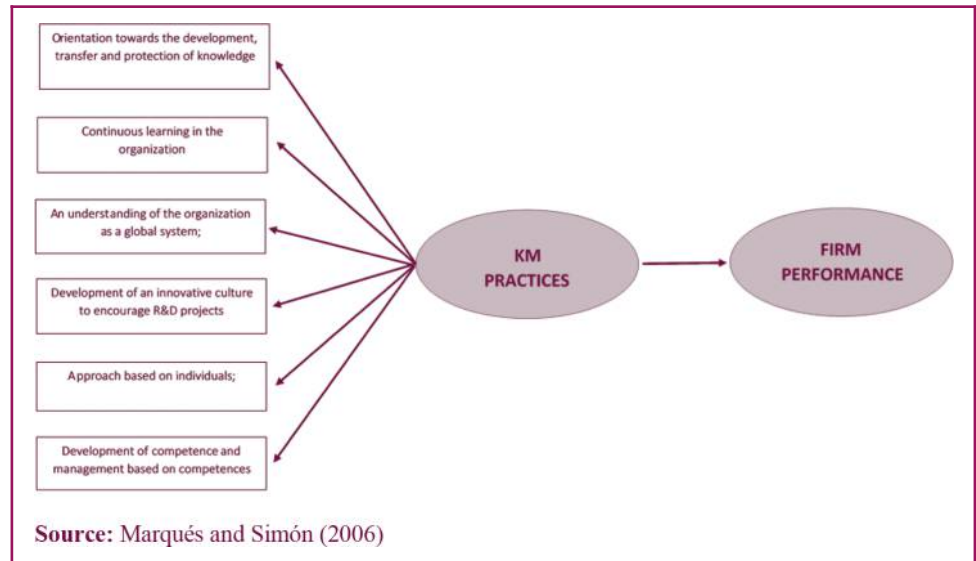 Orientation towards the development,
transfer and protection of knowledge
Continuous learning in the
organization
An understanding of the organization
as a global system;
Development of an innovative culture
to encourage R&D projects
Approach based on individuals;
Development of competence and
management based on competences
KM
PRACTICES
FIRM
PERFORMANCE
Source: Marqués and Simón (2006)